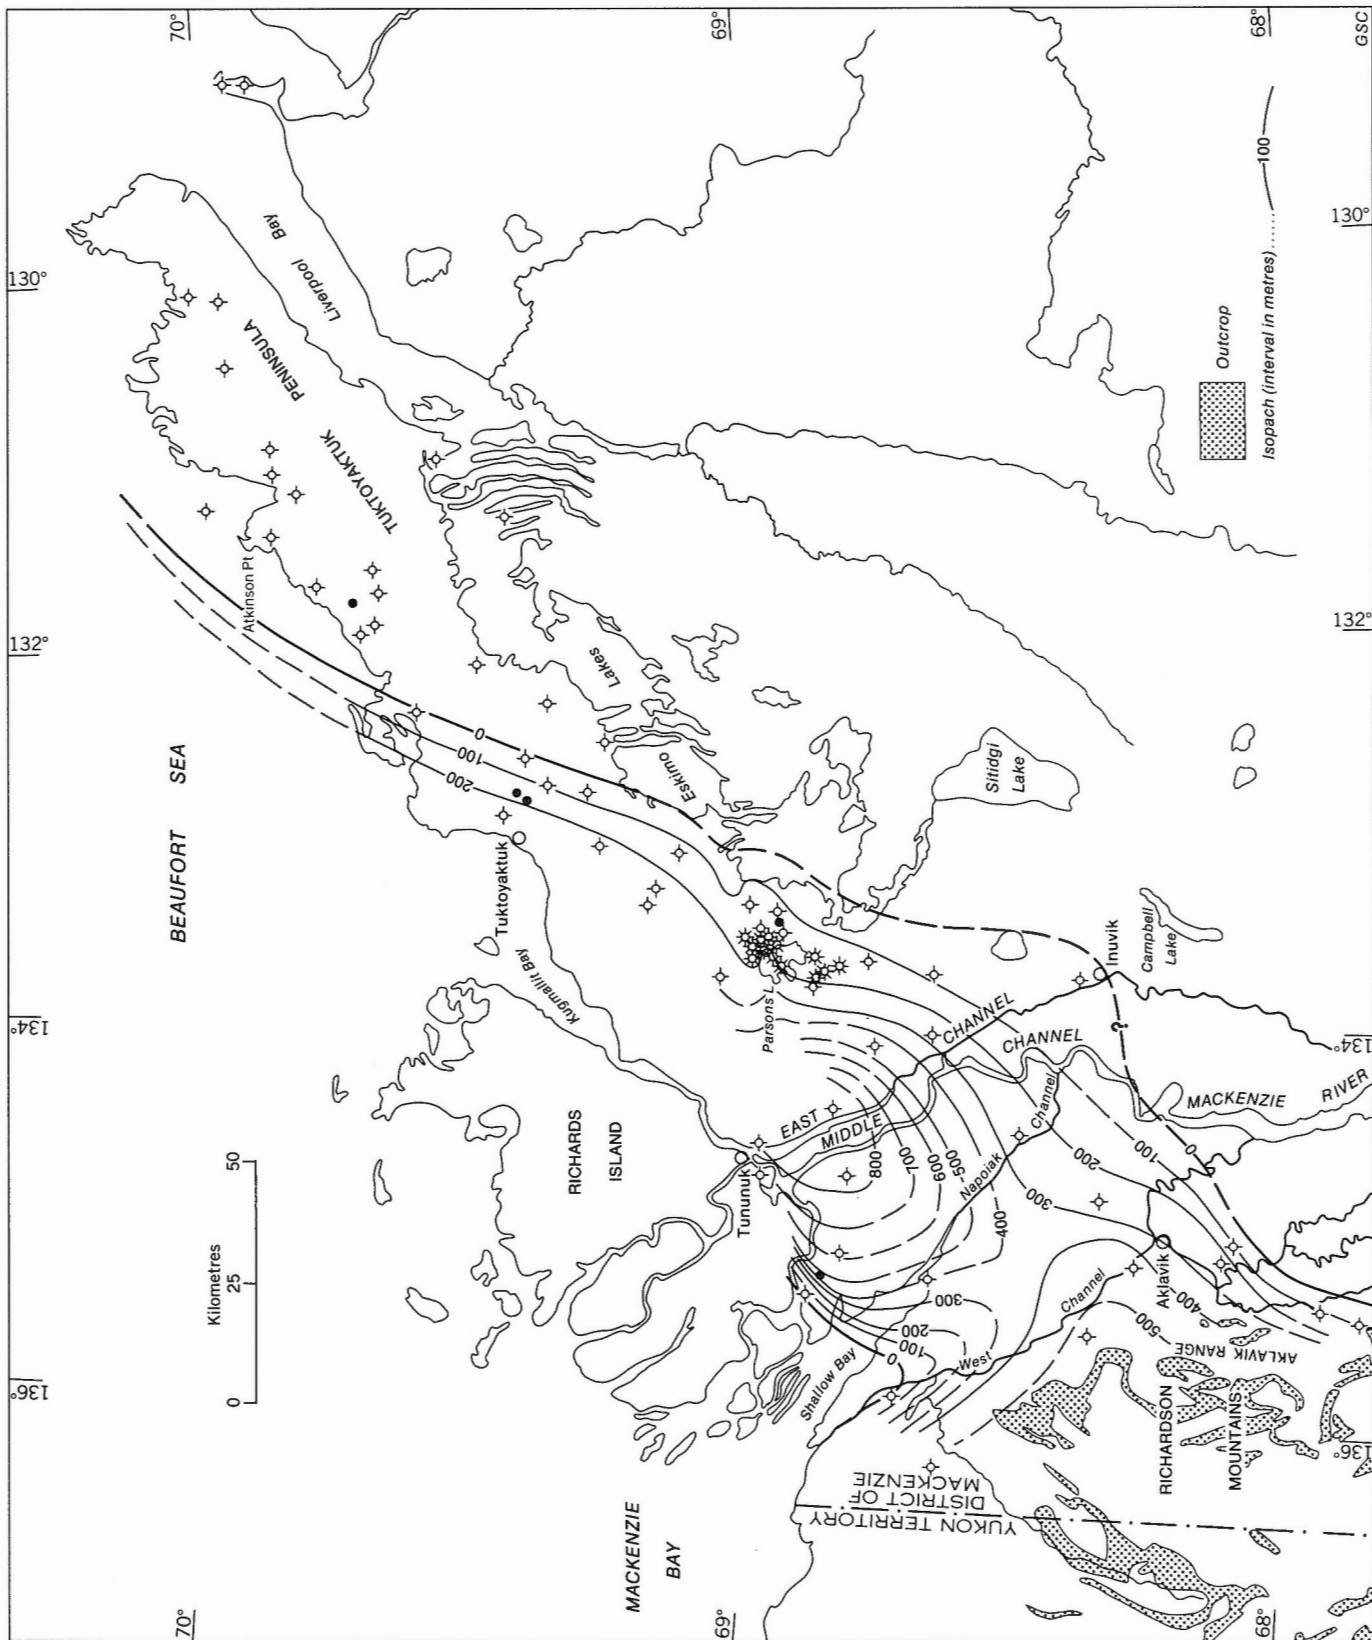 70°
69°
68°
GSC
130°
132°
134°
136°
130°
132°
134°
136°
70°
69°
68°
BEAUFORT SEA
MACKENZIE
BAY
Liverpool Bay
TUKTOYAKTUK
PENINSULA
Atkinson Pt
Eskimo
Lakes
Sitidgi
Lake
Campbell
Lake
Inuvik
Tuktoyaktuk
Kugmallit Bay
Parsons L.
RICHARDS
ISLAND
Tununuk
EAST
CHANNEL
MIDDLE
CHANNEL
Napoiak
Channel
MACKENZIE
RIVER
Shallow Bay
West
Channel
Aklavik
AKLAVIK RANGE
RICHARDSON
MOUNTAINS
YUKON TERRITORY
DISTRICT OF
MACKENZIE
Kilometres
0
25
50
0
100
200
800
700
600
500
400
300
200
100
0
300
200
100
0
?
400
500
Outcrop
Isopach (interval in metres)......
100